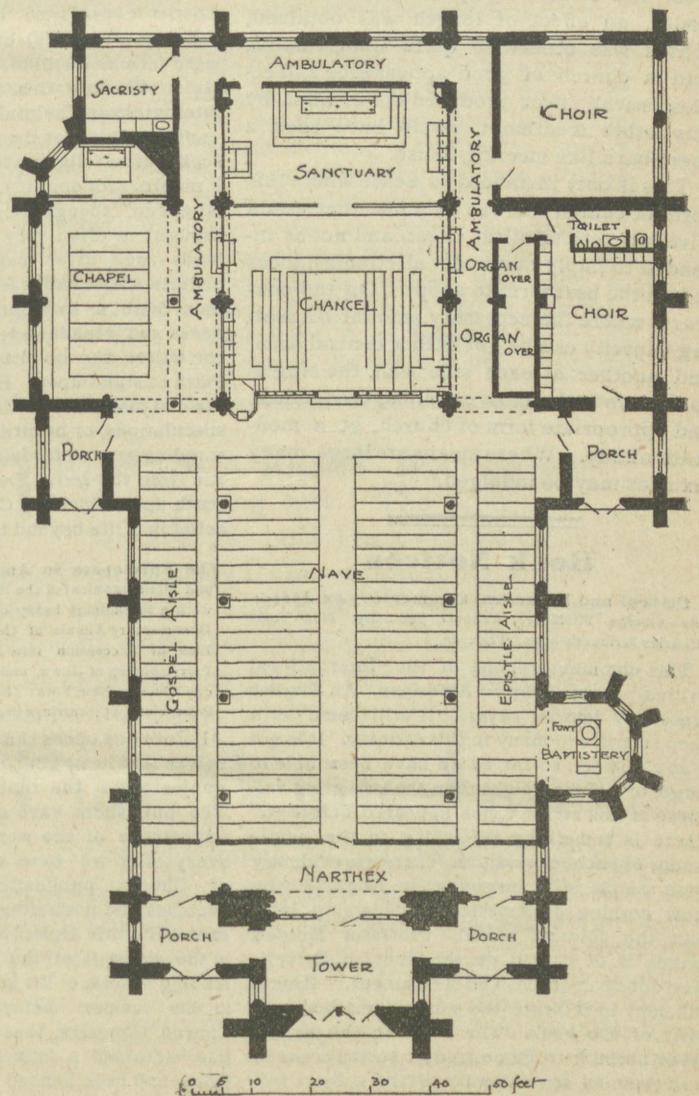 AMBULATORY
SACRISTY
CHOIR
SANCTUARY
AMBULATORY
AMBULATORY
TOILET
CHAPEL
ORGAN
OVER
CHANCEL
CHOIR
ORGAN
OVER
PORCH
PORCH
NAVE
GOSPEL AISLE
EPISTLE AISLE
FONT
BAPTISTERY
NARTHEX
PORCH
PORCH
TOWER
0 5 10 20 30 40 50 feet